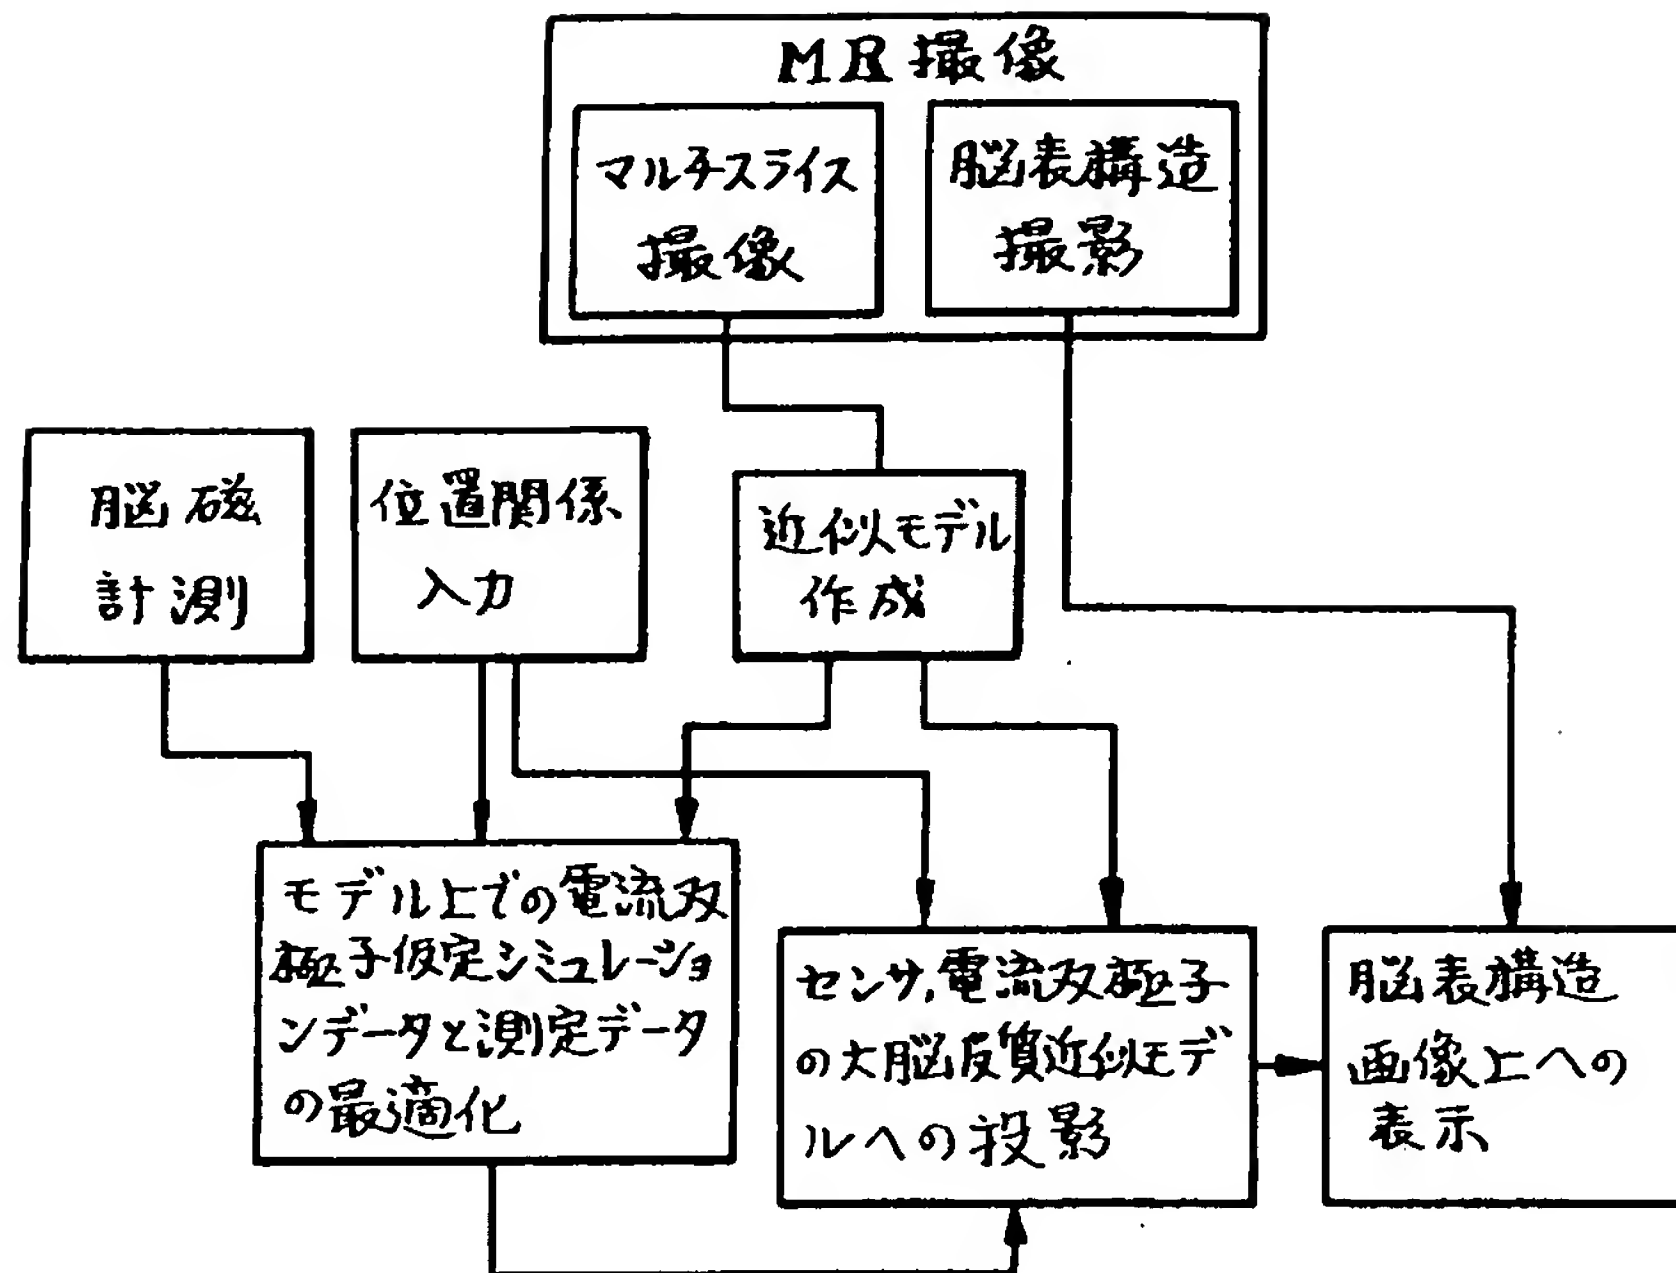 MR撮像
マルチスライス
撮像
脳表構造
撮影
脳磁
計測
位置関係
入力
近似モデル
作成
モデル上での電流双
極子仮定シミュレーショ
ンデータと測定データ
の最適化
センサ,電流双極子
の大脳皮質近似モデ
ルへの投影
脳表構造
画像上への
表示